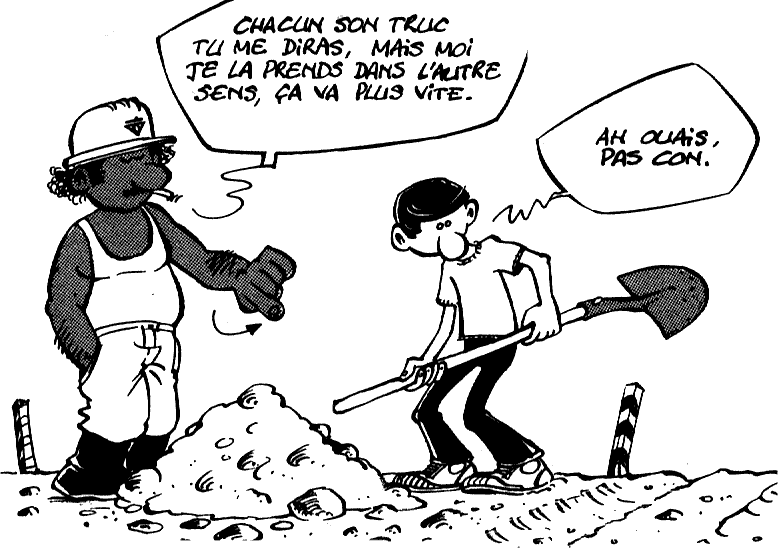 CHACUN SON TRUC
TU ME DIRAS, MAIS MOI
JE LA PRENDS DANS L'AUTRE
SENS, ÇA VA PLUS VITE.
AH OUAIS,
PAS CON.